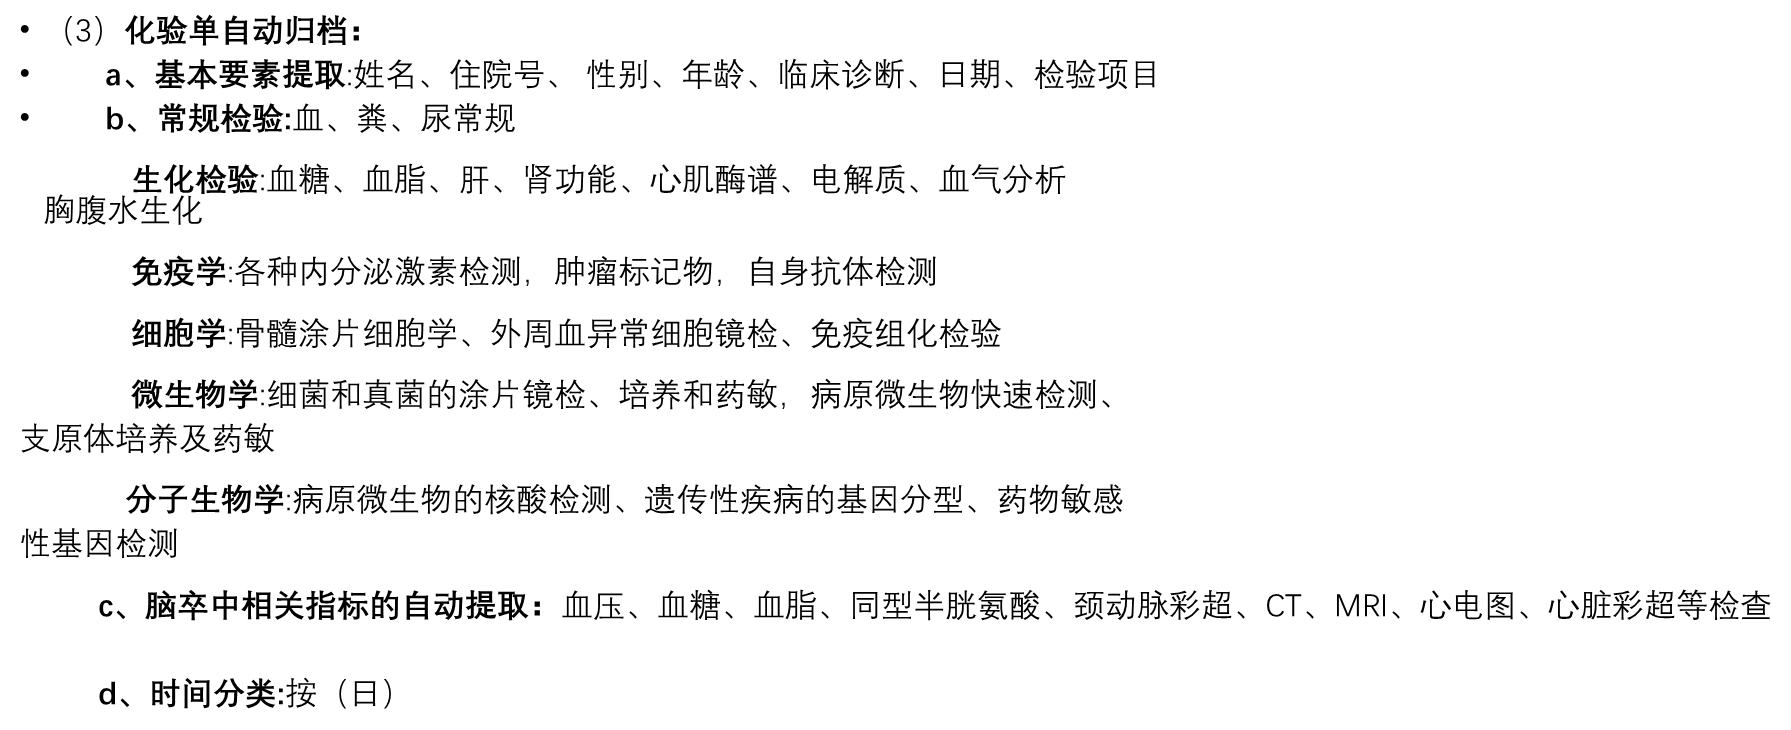 • （3）化验单自动归档：
• a、基本要素提取:姓名、住院号、 性别、年龄、临床诊断、日期、检验项目
• b、常规检验:血、粪、尿常规
生化检验:血糖、血脂、肝、肾功能、心肌酶谱、电解质、血气分析
胸腹水生化
免疫学:各种内分泌激素检测，肿瘤标记物，自身抗体检测
细胞学:骨髓涂片细胞学、外周血异常细胞镜检、免疫组化检验
微生物学:细菌和真菌的涂片镜检、培养和药敏，病原微生物快速检测、
支原体培养及药敏
分子生物学:病原微生物的核酸检测、遗传性疾病的基因分型、药物敏感
性基因检测
c、脑卒中相关指标的自动提取：血压、血糖、血脂、同型半胱氨酸、颈动脉彩超、CT、MRI、心电图、心脏彩超等检查
d、时间分类:按（日）